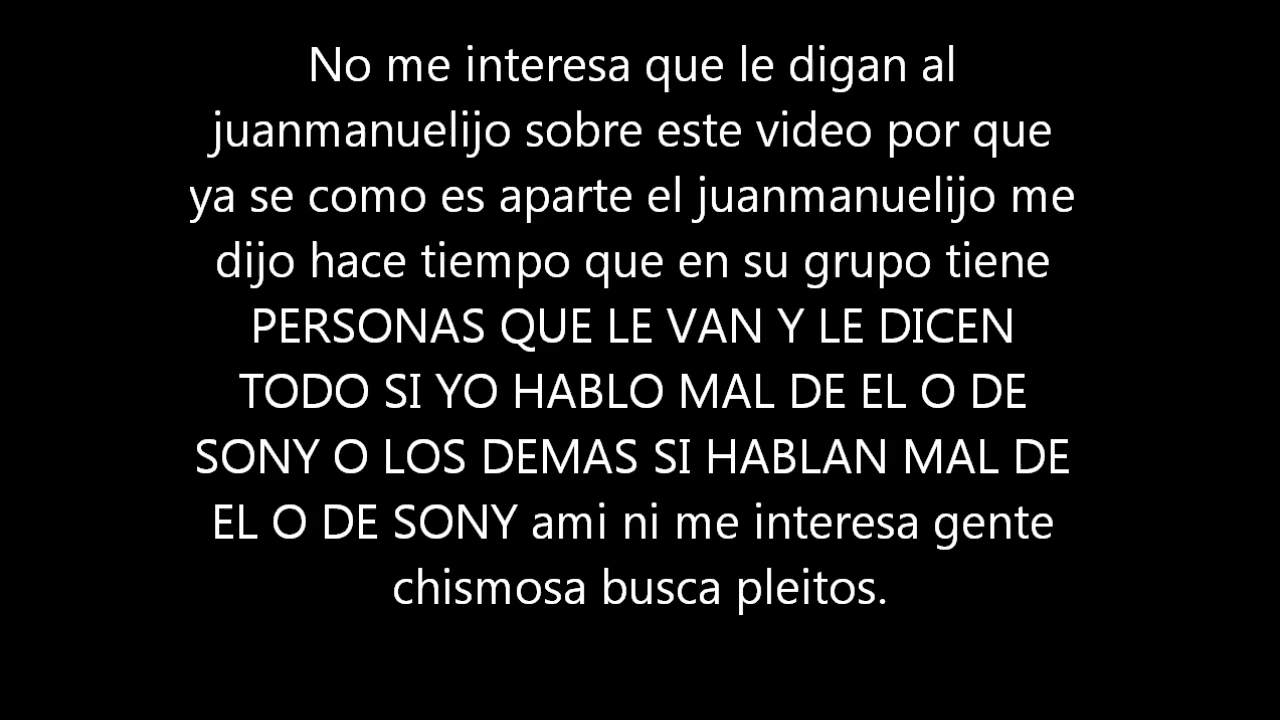 No me interesa que le digan al
juanmanuelijo sobre este video por que
ya se como es aparte el juanmanuelijo me
dijo hace tiempo que en su grupo tiene
PERSONAS QUE LE VAN Y LE DICEN
TODO SI YO HABLO MAL DE EL O DE
SONY O LOS DEMAS SI HABLAN MAL DE
EL O DE SONY ami ni me interesa gente
chismosa busca pleitos.